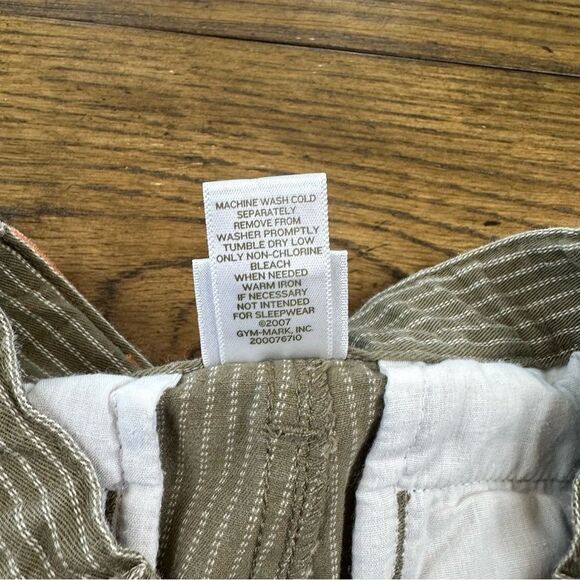 MACHINE WASH COLD
SEPARATELY
REMOVE FROM
WASHER PROMPTLY
TUMBLE DRY LOW
ONLY NON-CHLORINE
BLEACH
WHEN NEEDED
WARM IRON
IF NECESSARY
NOT INTENDED
FOR SLEEPWEAR
©2007
GYM-MARK, INC.
200076710